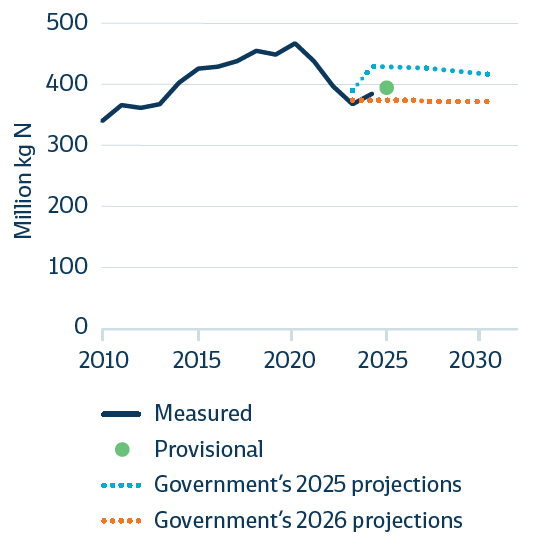 500
400
300
200
100
0
Million kg N
2010 2015 2020 2025 2030
Measured
Provisional
Government's 2025 projections
Government's 2026 projections